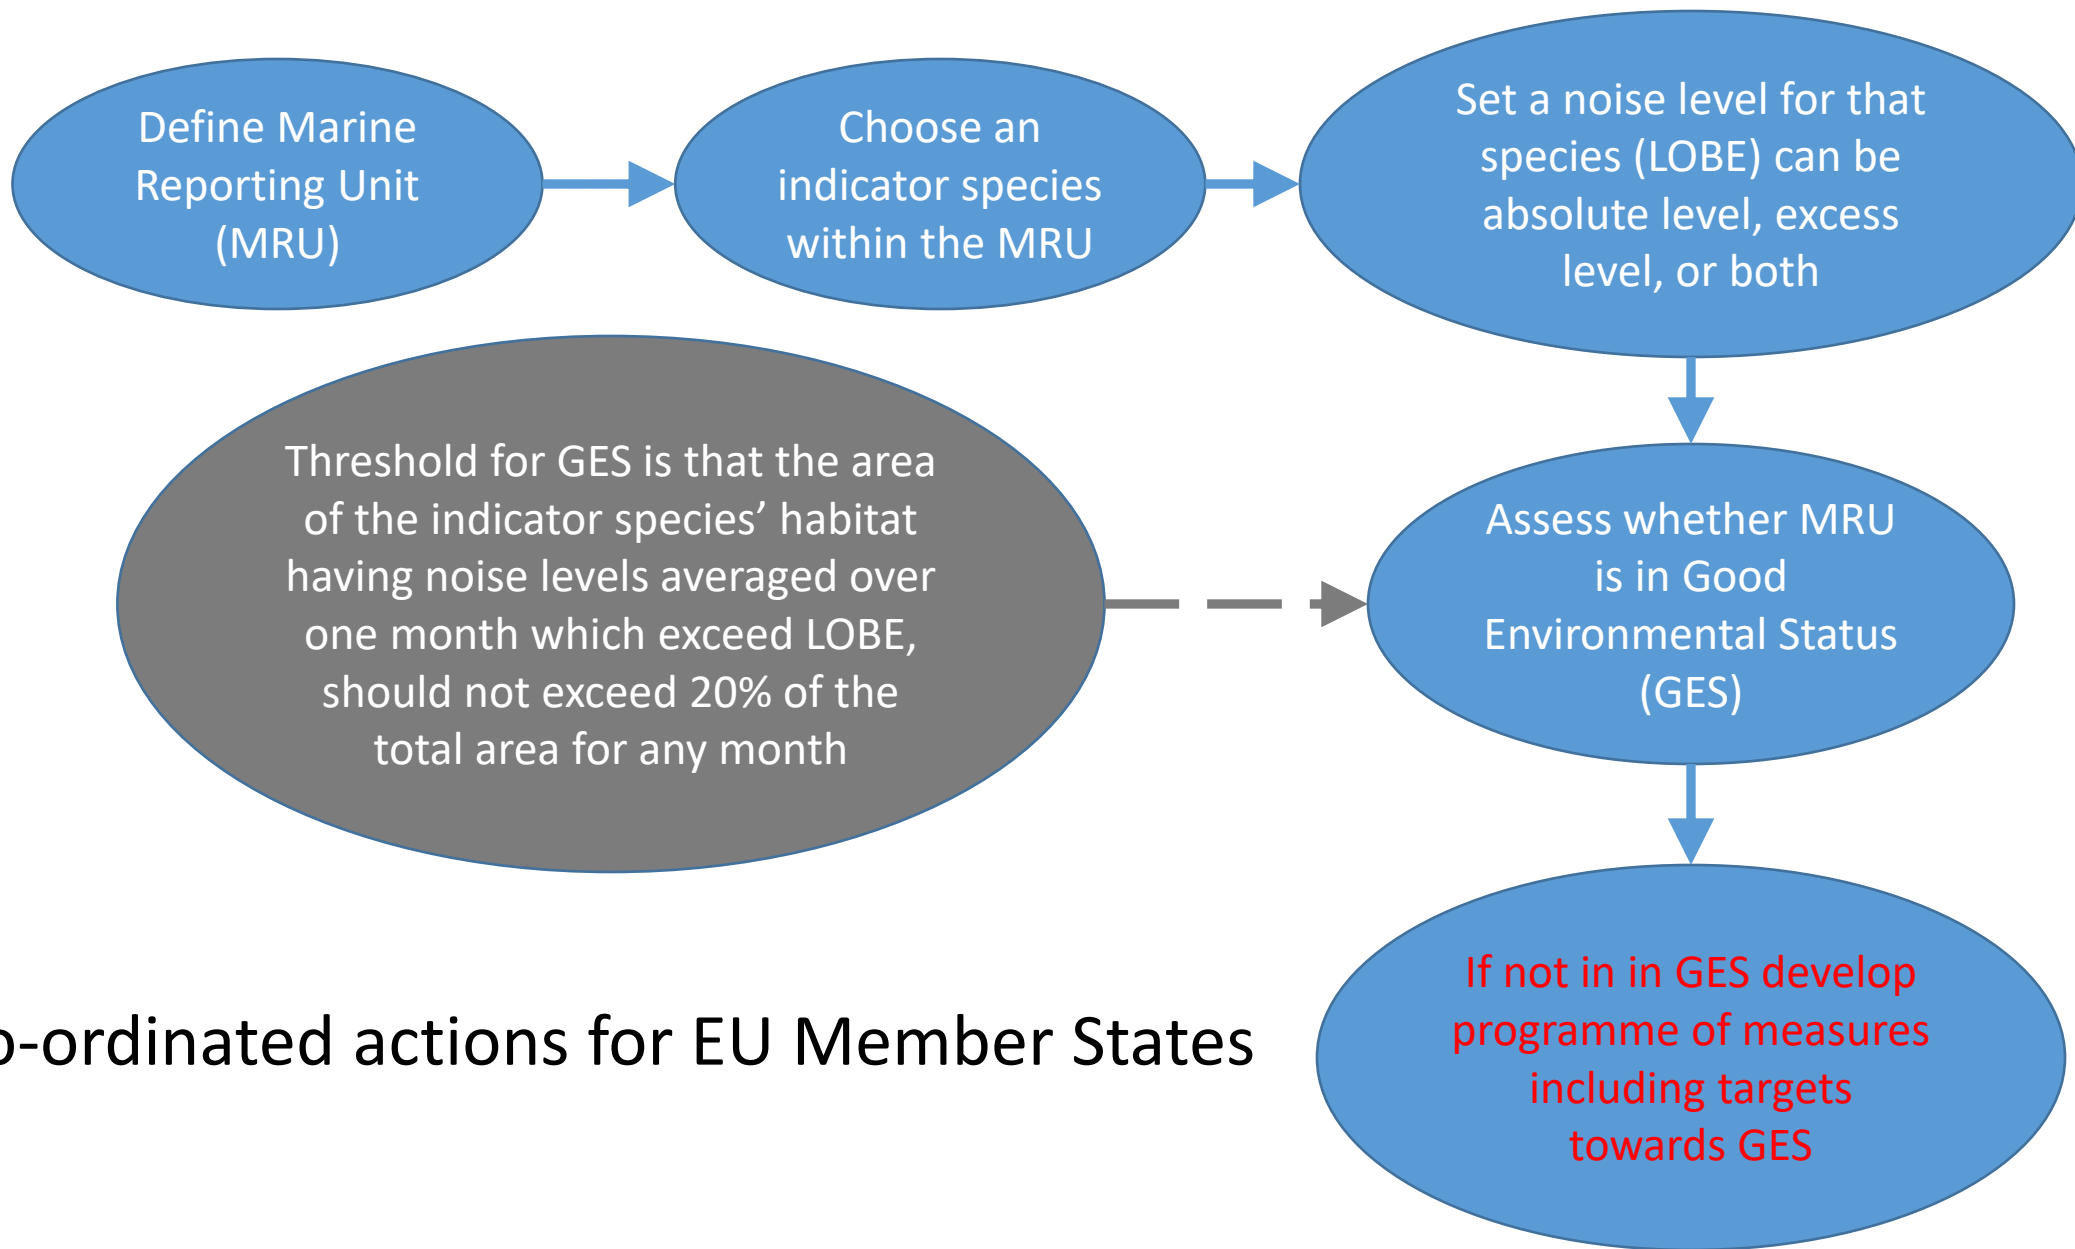 Define Marine
Reporting Unit
(MRU)
Choose an
indicator species
within the MRU
Set a noise level for that
species (LOBE) can be
absolute level, excess
level, or both
Threshold for GES is that the area
of the indicator species’ habitat
having noise levels averaged over
one month which exceed LOBE,
should not exceed 20% of the
total area for any month
Assess whether MRU
is in Good
Environmental Status
(GES)
If not in in GES develop
programme of measures
including targets
towards GES
o-ordinated actions for EU Member States